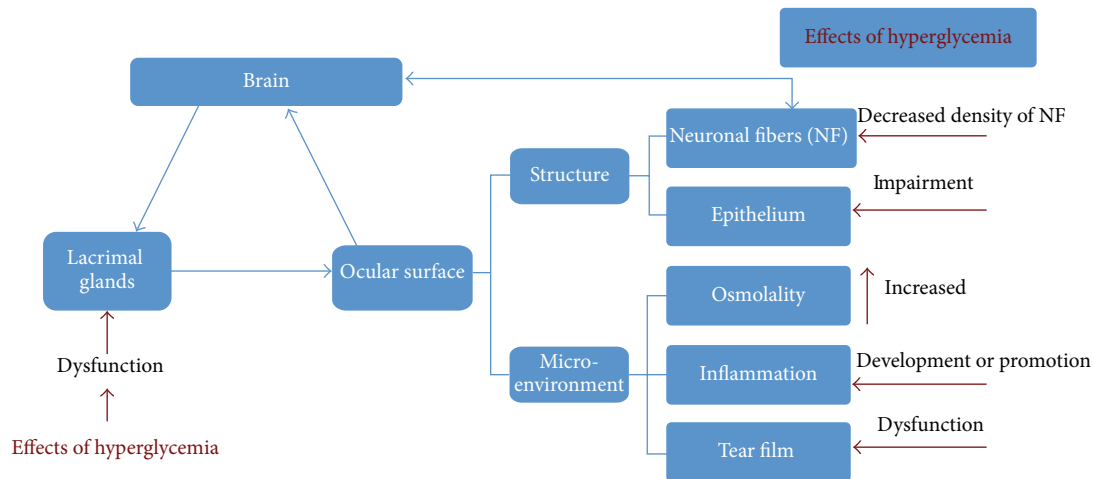 Effects of hyperglycemia
Brain
Decreased density of NF
Neuronal fibers (NF)
Structure
Impairment
Epithelium
Lacrimal
glands
Ocular surface
Osmolality
Increased
Dysfunction
Micro-
environment
Inflammation
Development or promotion
Effects of hyperglycemia
Tear film
Dysfunction